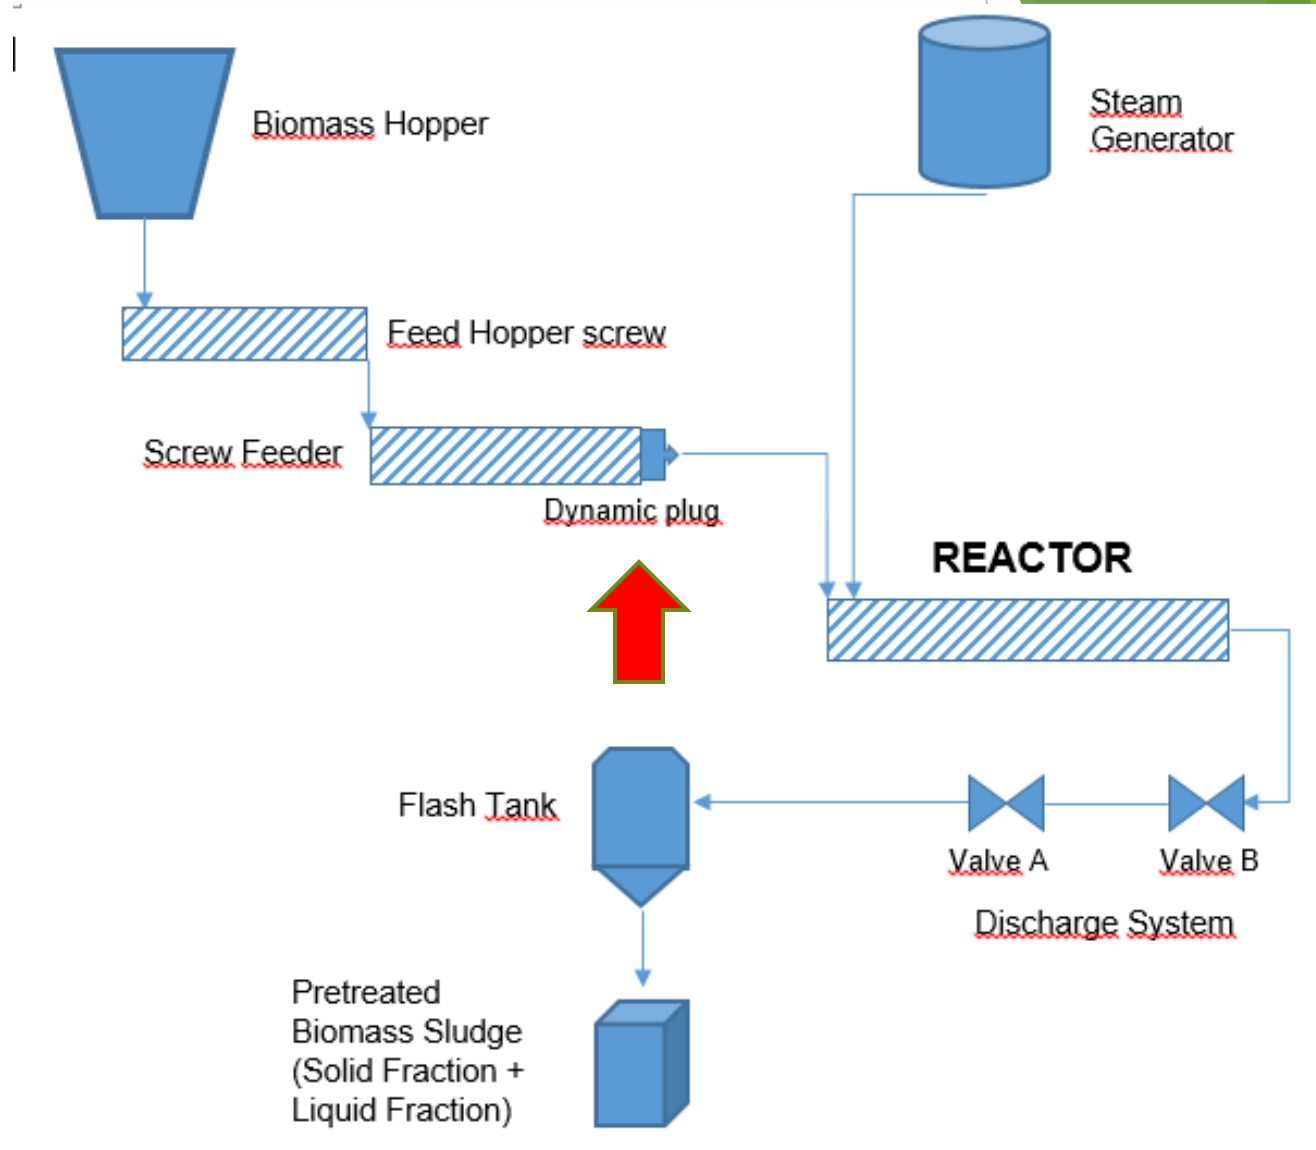 Biomass Hopper
Steam
Generator
Feed Hopper screw
Screw Feeder
Dynamic plug
REACTOR
Flash Tank
Valve A
Valve B
Discharge System
Pretreated
Biomass Sludge
(Solid Fraction +
Liquid Fraction)